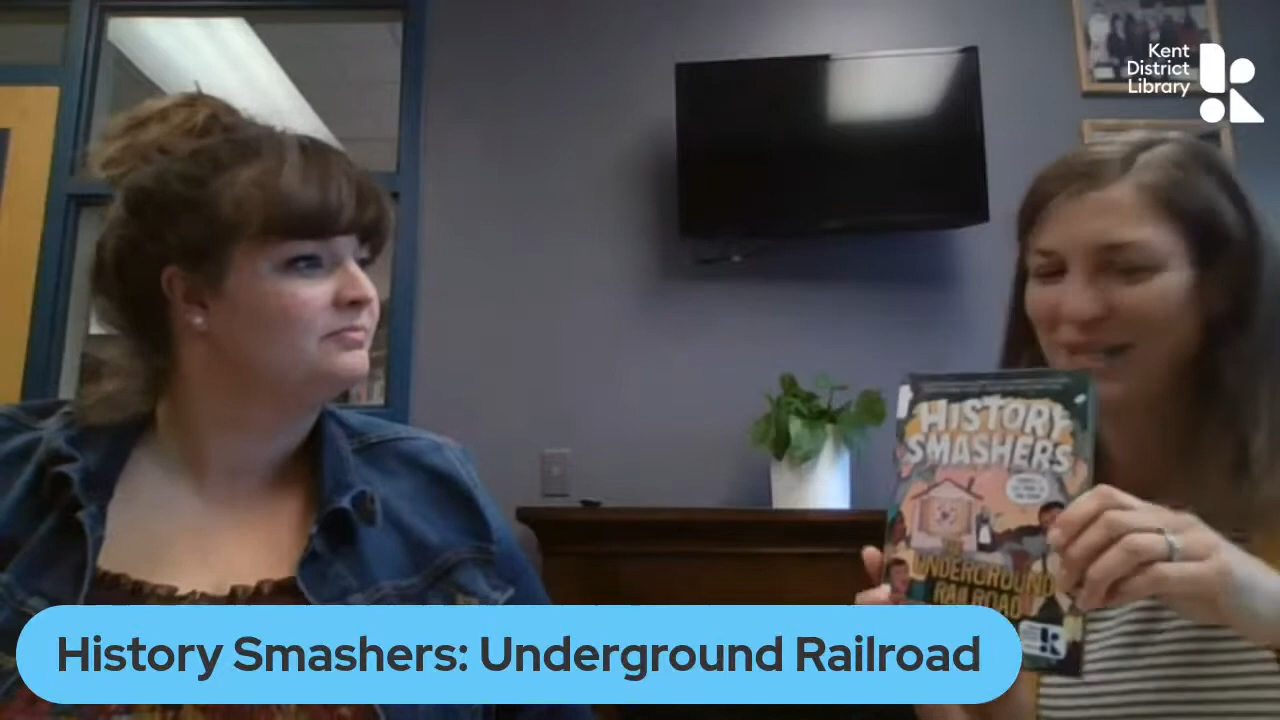 Kent
District
Library
HISTORY
SMASHERS
UNDERGROUND
RAILROAD
History Smashers: Underground Railroad